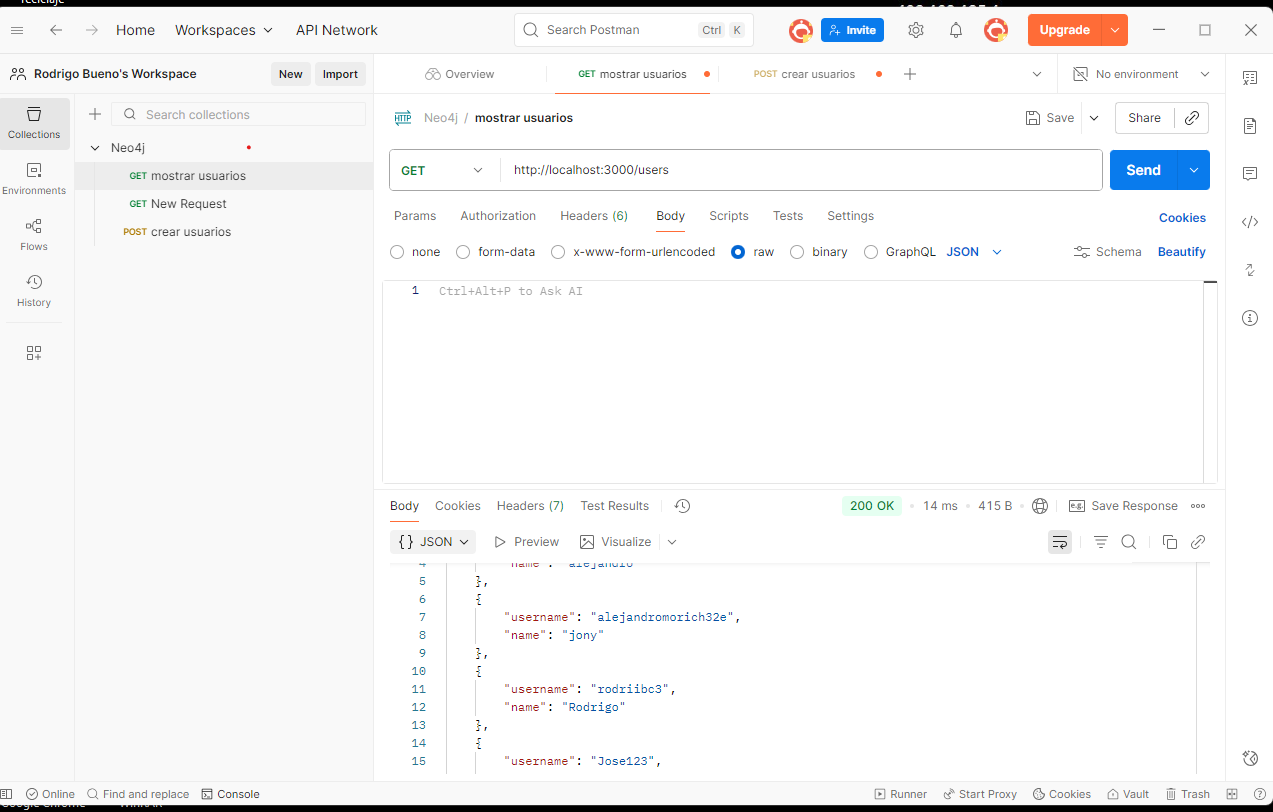 reciclaje
Home Workspaces API Network Search Postman Ctrl K Invite Upgrade
Rodrigo Bueno's Workspace New Import Overview GET mostrar usuarios POST crear usuarios No environment
Collections Search collections
Neo4j / mostrar usuarios Save Share
Neo4j
GET mostrar usuarios
GET New Request
POST crear usuarios
Environments
Flows
History
GET http://localhost:3000/users Send
Params Authorization Headers (6) Body Scripts Tests Settings Cookies
none form-data x-www-form-urlencoded raw binary GraphQL JSON Schema Beautify
1 Ctrl+Alt+P to Ask AI
Body Cookies Headers (7) Test Results 200 OK 14 ms 415 B e.g. Save Response
{} JSON Preview Visualize
4 "name": "alejandro"
5 },
6 {
7 "username": "alejandromorich32e",
8 "name": "jony"
9 },
10 {
11 "username": "rodriibc3",
12 "name": "Rodrigo"
13 },
14 {
15 "username": "Jose123",
Online Find and replace Console Runner Start Proxy Cookies Vault Trash
Google Chrome WinRAR